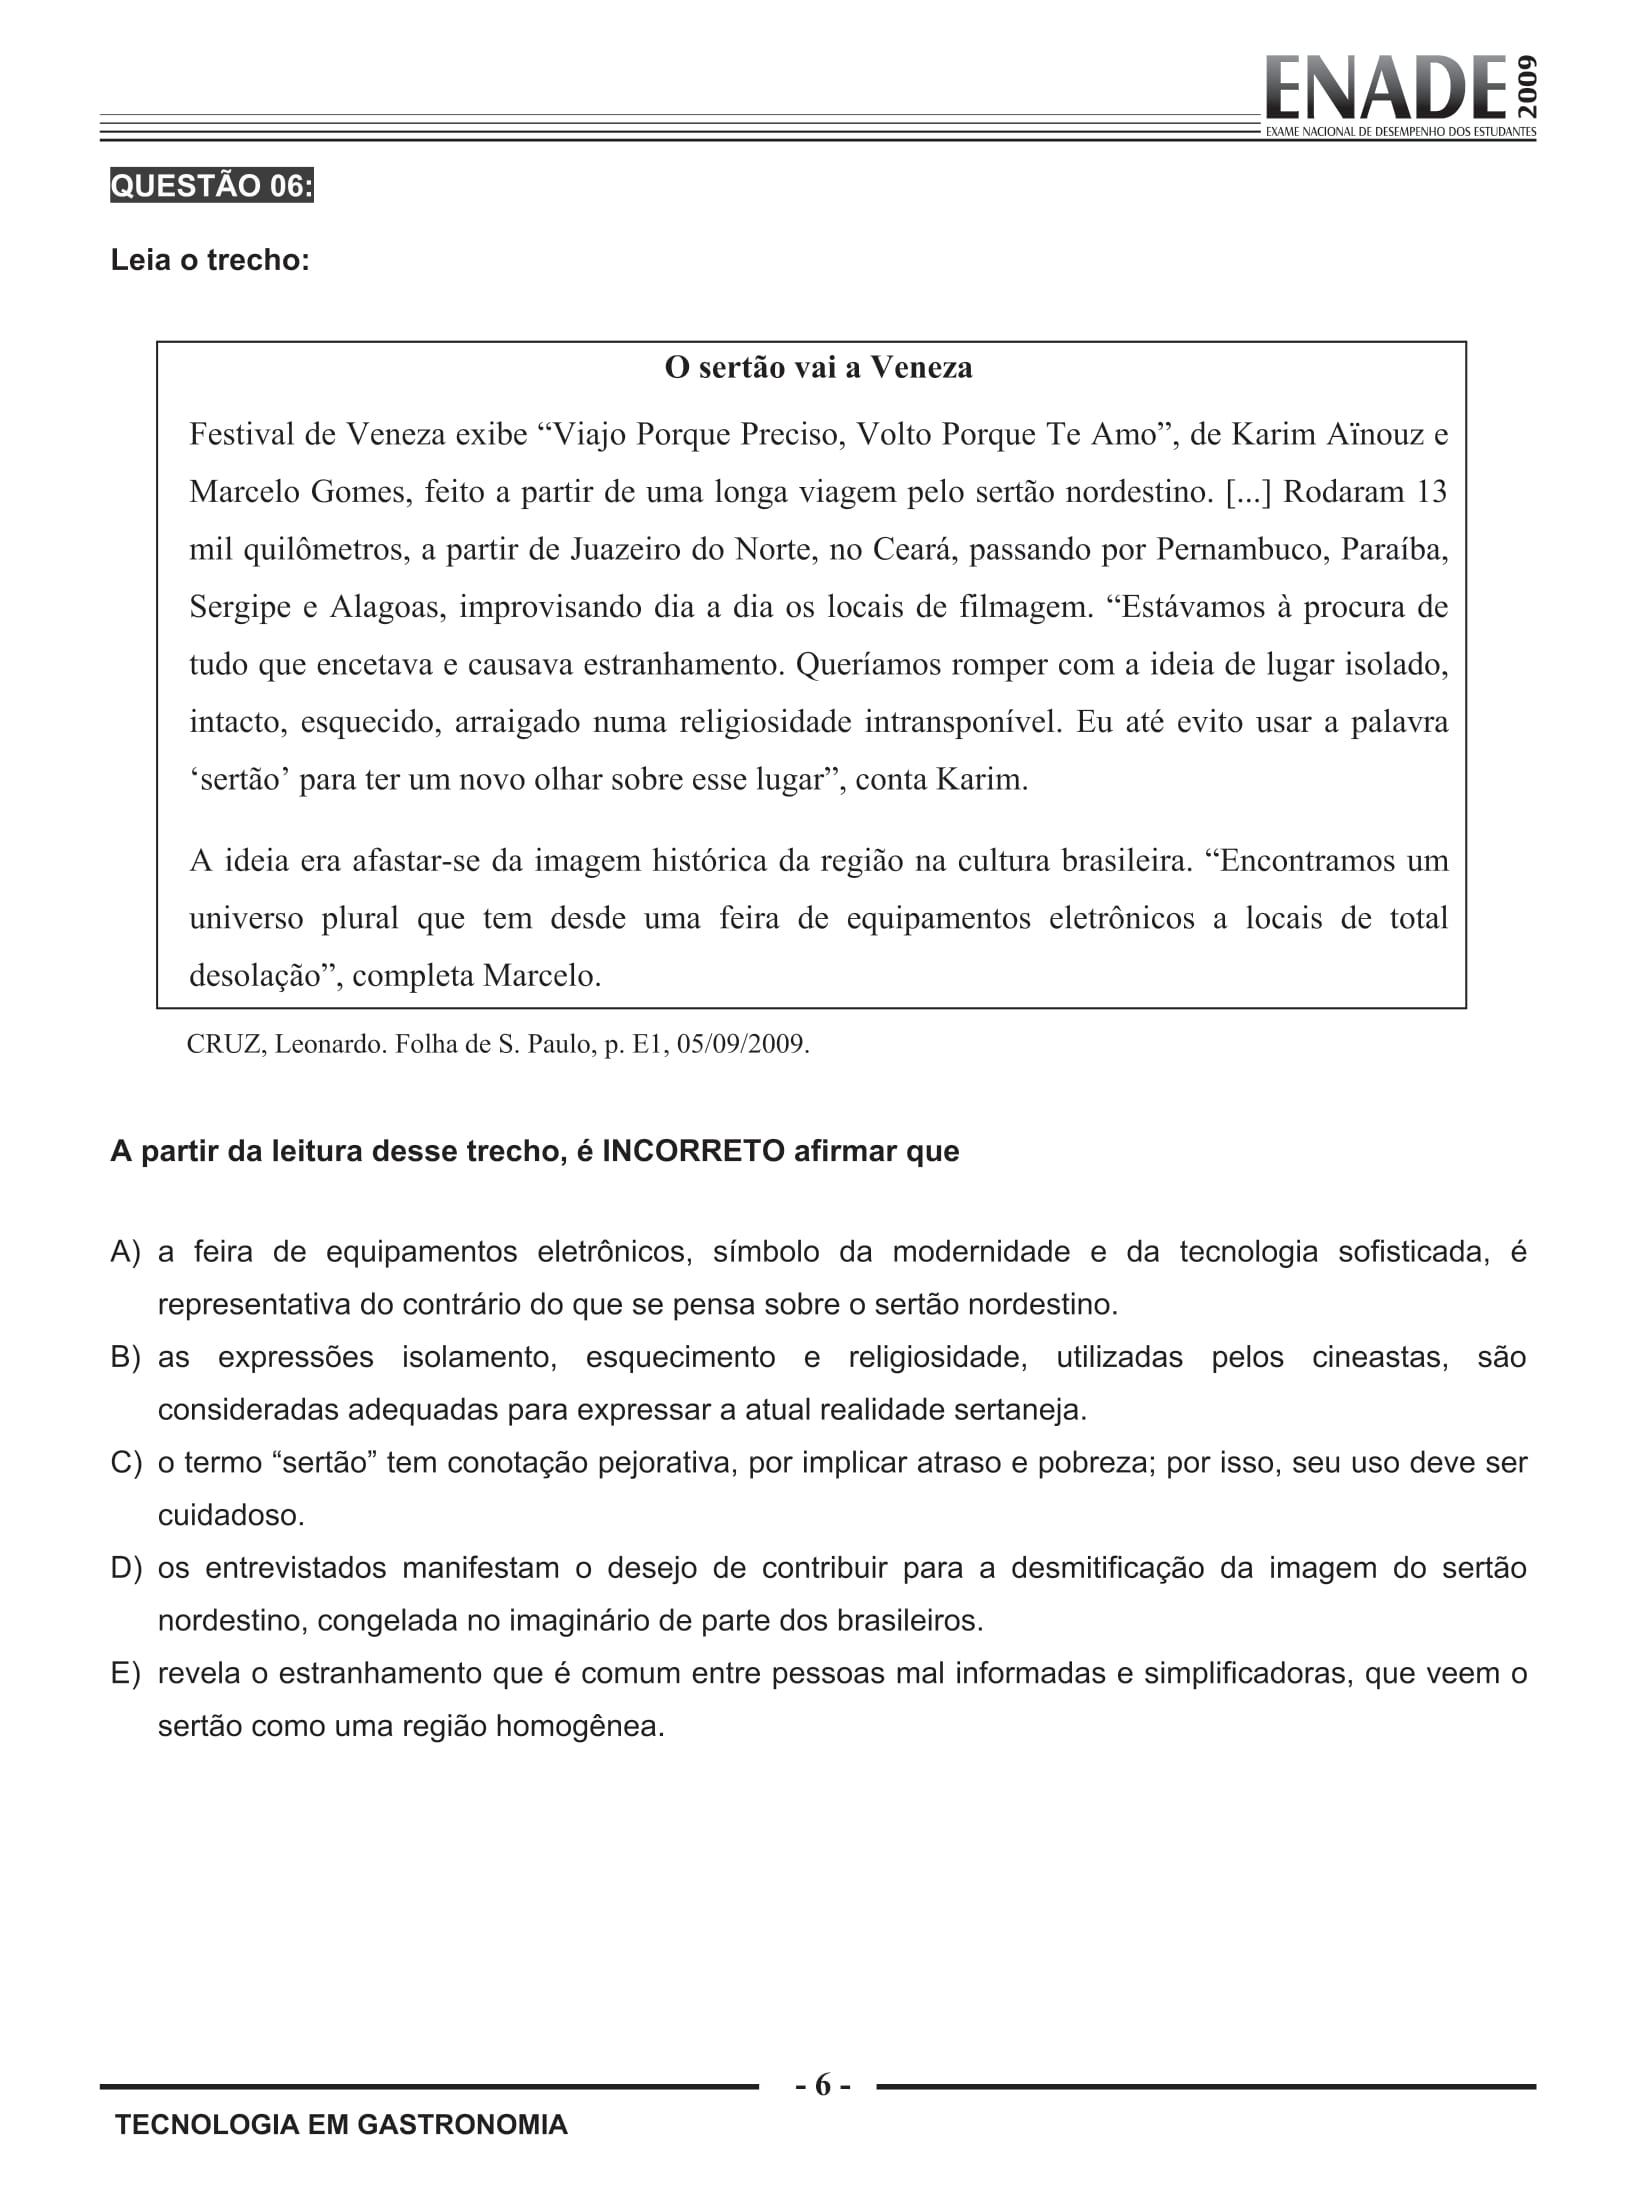 ENADE 2009
EXAME NACIONAL DE DESEMPENHO DOS ESTUDANTES
QUESTÃO 06:
Leia o trecho:
O sertão vai a Veneza
Festival de Veneza exibe “Viajo Porque Preciso, Volto Porque Te Amo”, de Karim Aïnouz e
Marcelo Gomes, feito a partir de uma longa viagem pelo sertão nordestino. [...] Rodaram 13
mil quilômetros, a partir de Juazeiro do Norte, no Ceará, passando por Pernambuco, Paraíba,
Sergipe e Alagoas, improvisando dia a dia os locais de filmagem. “Estávamos à procura de
tudo que encetava e causava estranhamento. Queríamos romper com a ideia de lugar isolado,
intacto, esquecido, arraigado numa religiosidade intransponível. Eu até evito usar a palavra
‘sertão’ para ter um novo olhar sobre esse lugar”, conta Karim.
A ideia era afastar-se da imagem histórica da região na cultura brasileira. “Encontramos um
universo plural que tem desde uma feira de equipamentos eletrônicos a locais de total
desolação”, completa Marcelo.
CRUZ, Leonardo. Folha de S. Paulo, p. E1, 05/09/2009.
A partir da leitura desse trecho, é INCORRETO afirmar que
A) a feira de equipamentos eletrônicos, símbolo da modernidade e da tecnologia sofisticada, é
representativa do contrário do que se pensa sobre o sertão nordestino.
B) as expressões isolamento, esquecimento e religiosidade, utilizadas pelos cineastas, são
consideradas adequadas para expressar a atual realidade sertaneja.
C) o termo “sertão” tem conotação pejorativa, por implicar atraso e pobreza; por isso, seu uso deve ser
cuidadoso.
D) os entrevistados manifestam o desejo de contribuir para a desmitificação da imagem do sertão
nordestino, congelada no imaginário de parte dos brasileiros.
E) revela o estranhamento que é comum entre pessoas mal informadas e simplificadoras, que veem o
sertão como uma região homogênea.
- 6 -
TECNOLOGIA EM GASTRONOMIA